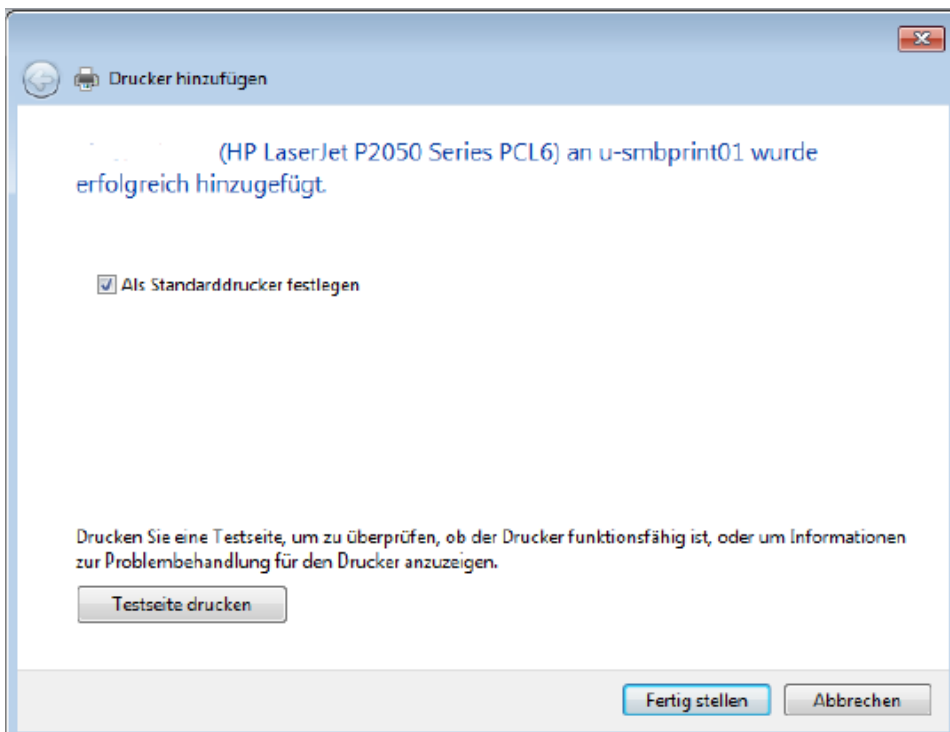 Drucker hinzufügen
(HP LaserJet P2050 Series PCL6) an u-smbprint01 wurde
erfolgreich hinzugefügt.
Als Standarddrucker festlegen
Drucken Sie eine Testseite, um zu überprüfen, ob der Drucker funktionsfähig ist, oder um Informationen
zur Problembehandlung für den Drucker anzuzeigen.
Testseite drucken
Fertig stellen
Abbrechen